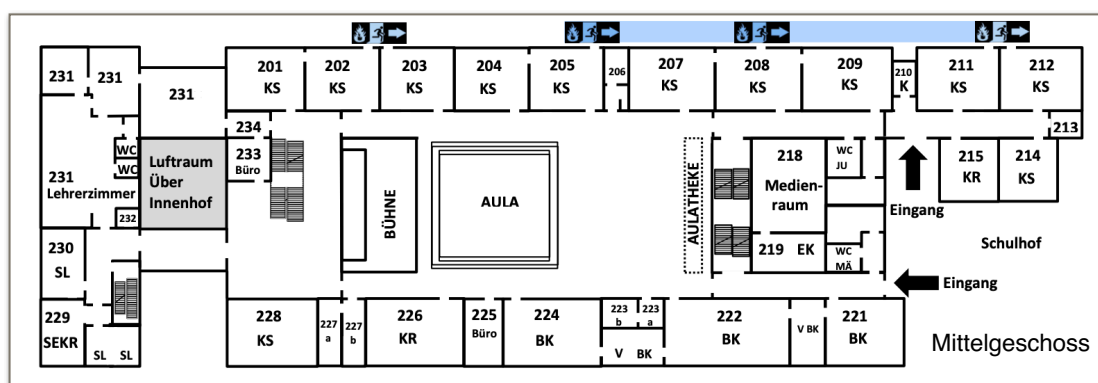 231
231
231
201
KS
202
KS
203
KS
204
KS
205
KS
206
207
KS
208
KS
209
KS
210
K
211
KS
212
KS
213
234
233
Büro
WC
WC
231
Lehrerzimmer
232
Luftraum
Über
Innenhof
BÜHNE
AULA
AULATHEKE
218
Medien-
raum
WC
JU
219 EK
WC
MÄ
215
KR
214
KS
Eingang
Schulhof
Eingang
230
SL
229
SEKR
SL SL
228
KS
227
a
227
b
226
KR
225
Büro
224
BK
223
b
223
a
V BK
222
BK
V BK
221
BK
Mittelgeschoss